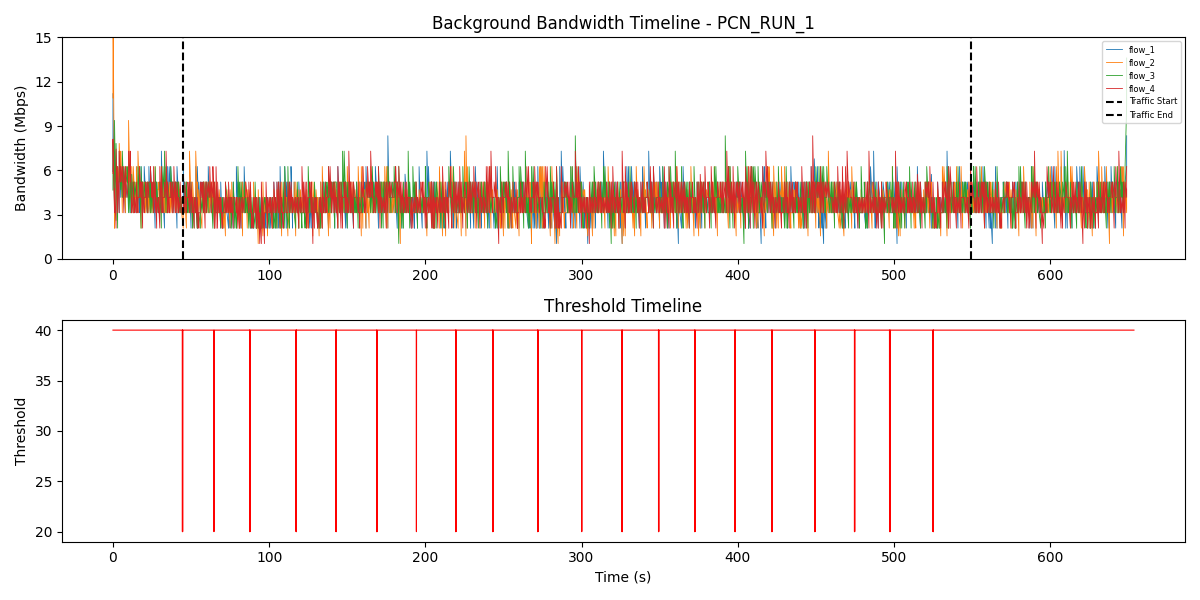 Background Bandwidth Timeline - PCN_RUN_1
Bandwidth (Mbps)
15
12
9
6
3
0
flow_1
flow_2
flow_3
flow_4
Traffic Start
Traffic End
0 100 200 300 400 500 600
Threshold Timeline
Threshold
40
35
30
25
20
0 100 200 300 400 500 600
Time (s)